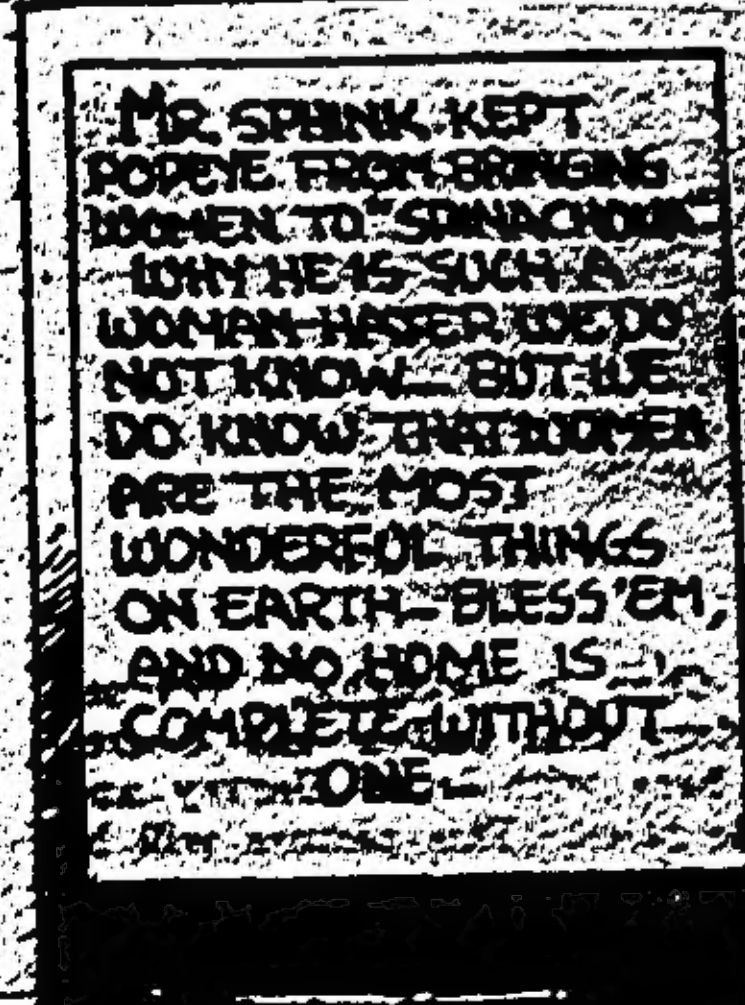 MR. SPHINK KEPT
POPEYE FROM BRINGING
WOMEN TO "SPINACHOVA"
WHY HE IS SUCH A
WOMAN-HATER WE DO
NOT KNOW— BUT WE
DO KNOW THAT WOMEN
ARE THE MOST
WONDERFUL THINGS
ON EARTH— BLESS 'EM,
AND NO HOME IS
COMPLETE WITHOUT
ONE